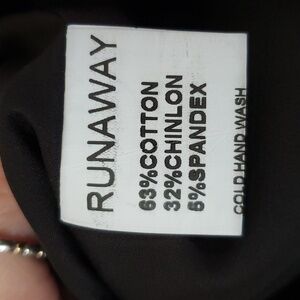 RUNAWAY
63%COTTON
32%CHINLON
5%SPANDEX
COLD HAND WASH